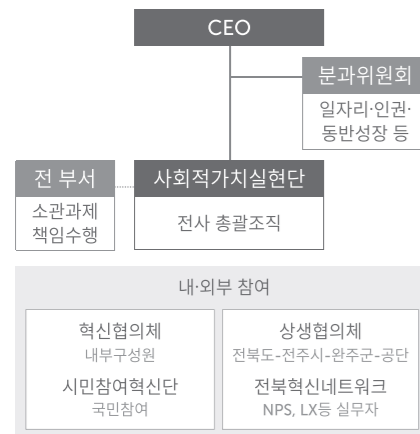 CEO
분과위원회
일자리·인권·
동반성장 등
전 부서
소관과제
책임수행
사회적가치실현단
전사 총괄조직
내·외부 참여
혁신협의체
내부구성원
시민참여혁신단
국민참여
상생협의체
전북도-전주시-완주군-공단
전북혁신네트워크
NPS, LX등 실무자